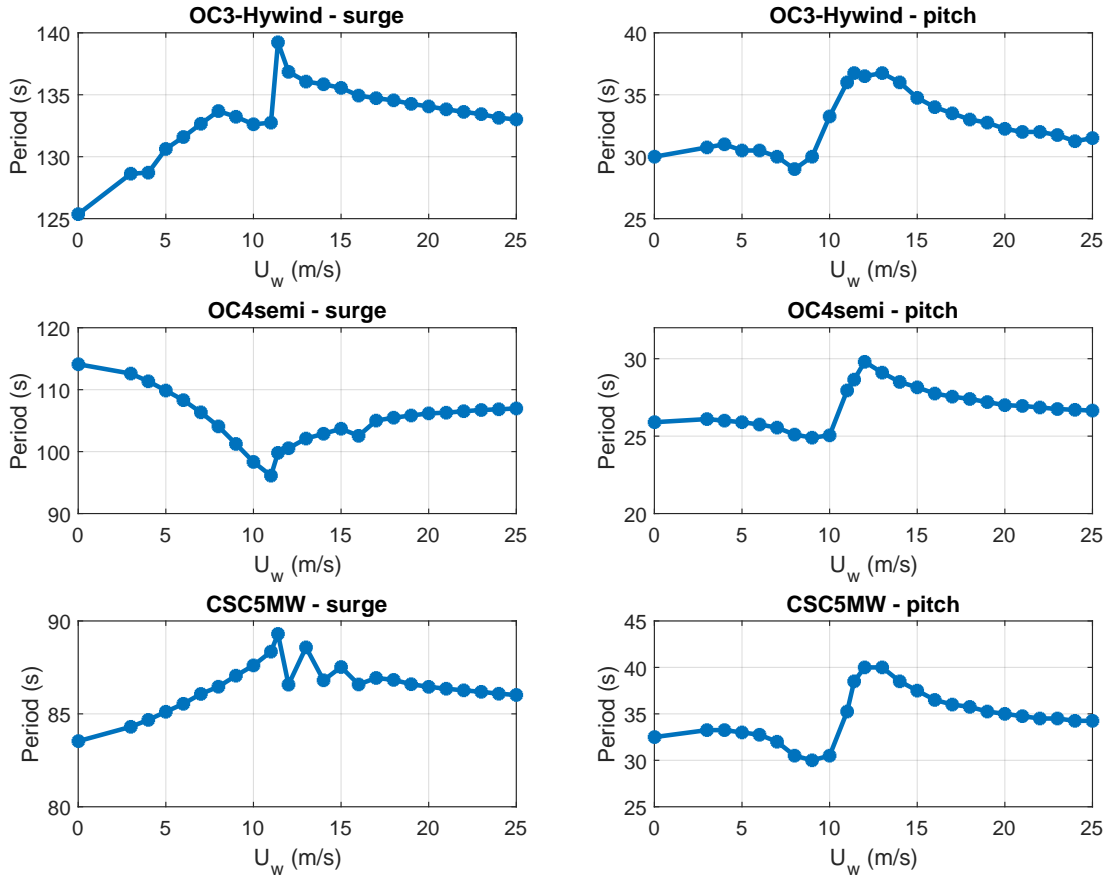 OC3-Hywind - surge
140
135
130
125
Period (s)
0 5 10 15 20 25
U_w (m/s)
OC3-Hywind - pitch
40
35
30
25
Period (s)
0 5 10 15 20 25
U_w (m/s)
OC4semi - surge
120
110
100
90
Period (s)
0 5 10 15 20 25
U_w (m/s)
OC4semi - pitch
30
25
20
Period (s)
0 5 10 15 20 25
U_w (m/s)
CSC5MW - surge
90
85
80
Period (s)
0 5 10 15 20 25
U_w (m/s)
CSC5MW - pitch
45
40
35
30
25
Period (s)
0 5 10 15 20 25
U_w (m/s)